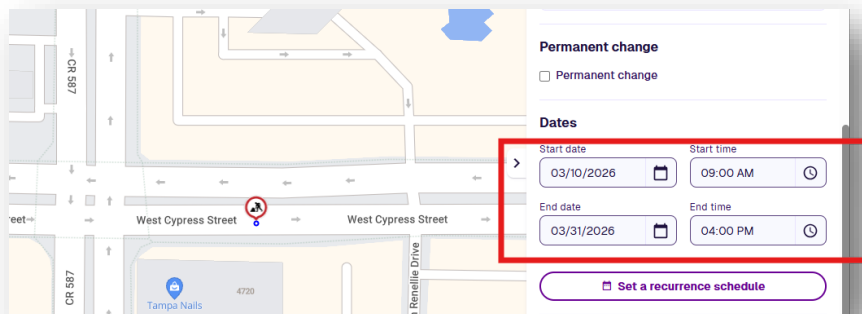 CR 587
reet
West Cypress Street
West Cypress Street
CR 587
Tampa Nails
4720
n Renellie Drive
Permanent change
Permanent change
Dates
Start date
Start time
03/10/2026
09:00 AM
End date
End time
03/31/2026
04:00 PM
Set a recurrence schedule